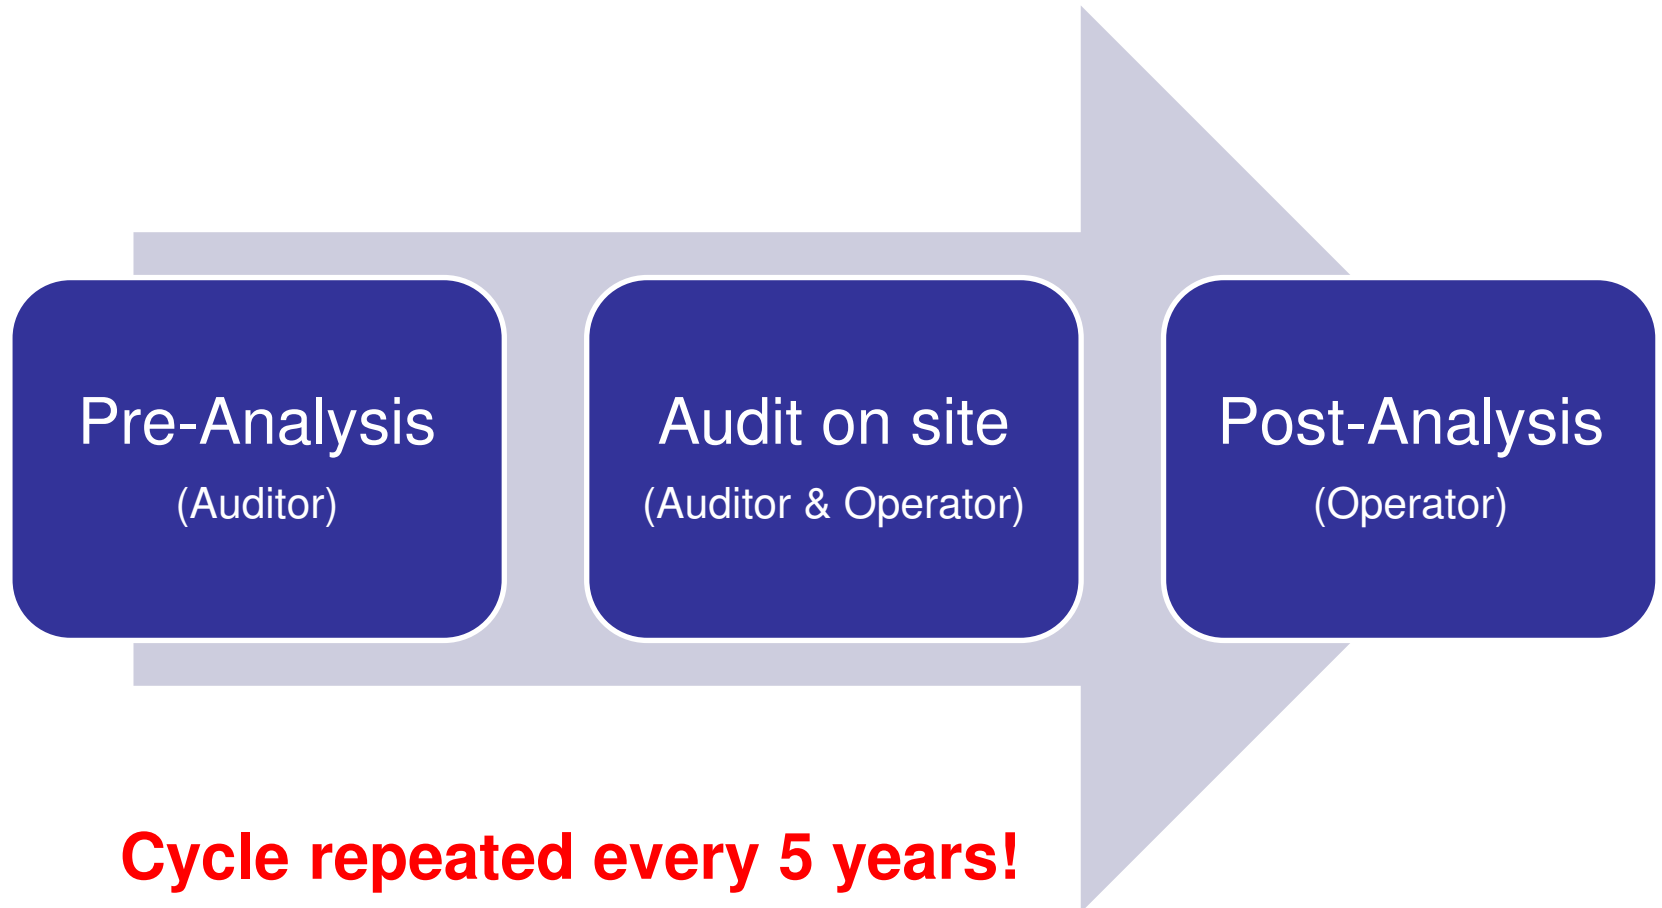 Pre-Analysis
(Auditor)
Audit on site
(Auditor & Operator)
Post-Analysis
(Operator)
Cycle repeated every 5 years!